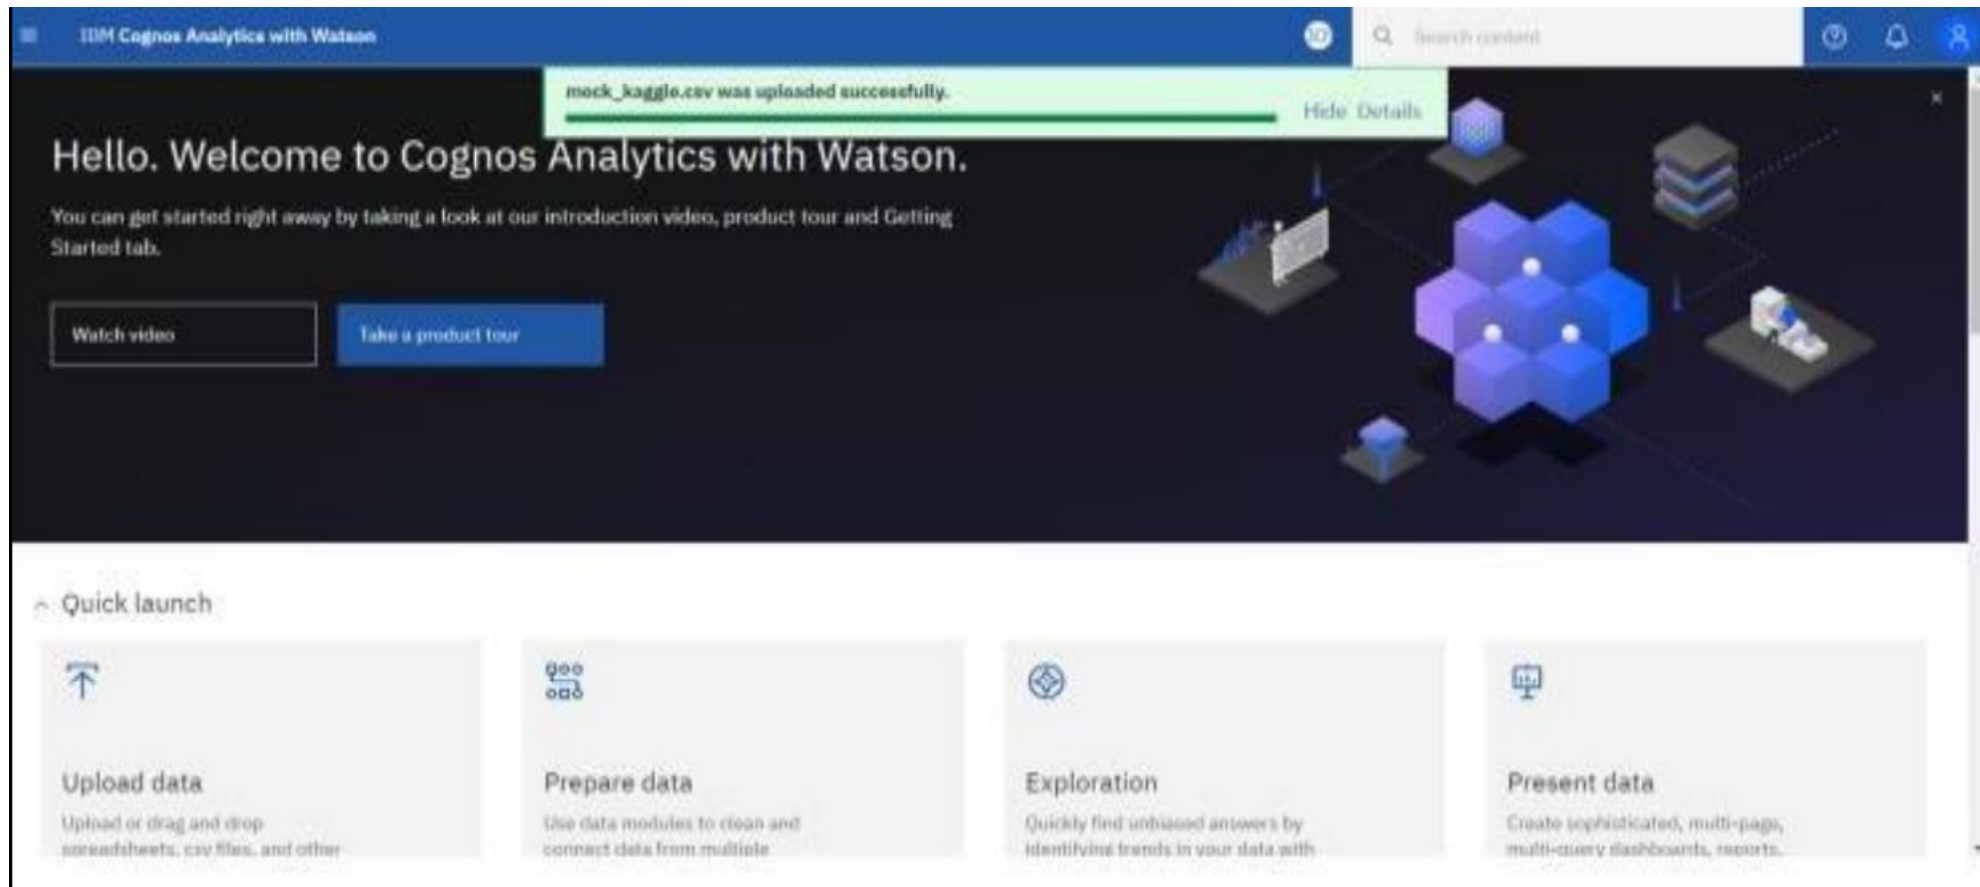 IBM Cognos Analytics with Watson
Search content
mock_kaggle.csv was uploaded successfully.
Hide Details
Hello. Welcome to Cognos Analytics with Watson.
You can get started right away by taking a look at our introduction video, product tour and Getting
Started tab.
Watch video
Take a product tour
Quick launch
Upload data
Upload or drag and drop
spreadsheets, csv files, and other
Prepare data
Use data modules to clean and
connect data from multiple
Exploration
Quickly find unbiased answers by
identifying trends in your data with
Present data
Create sophisticated, multi-page,
multi-query dashboards, reports,